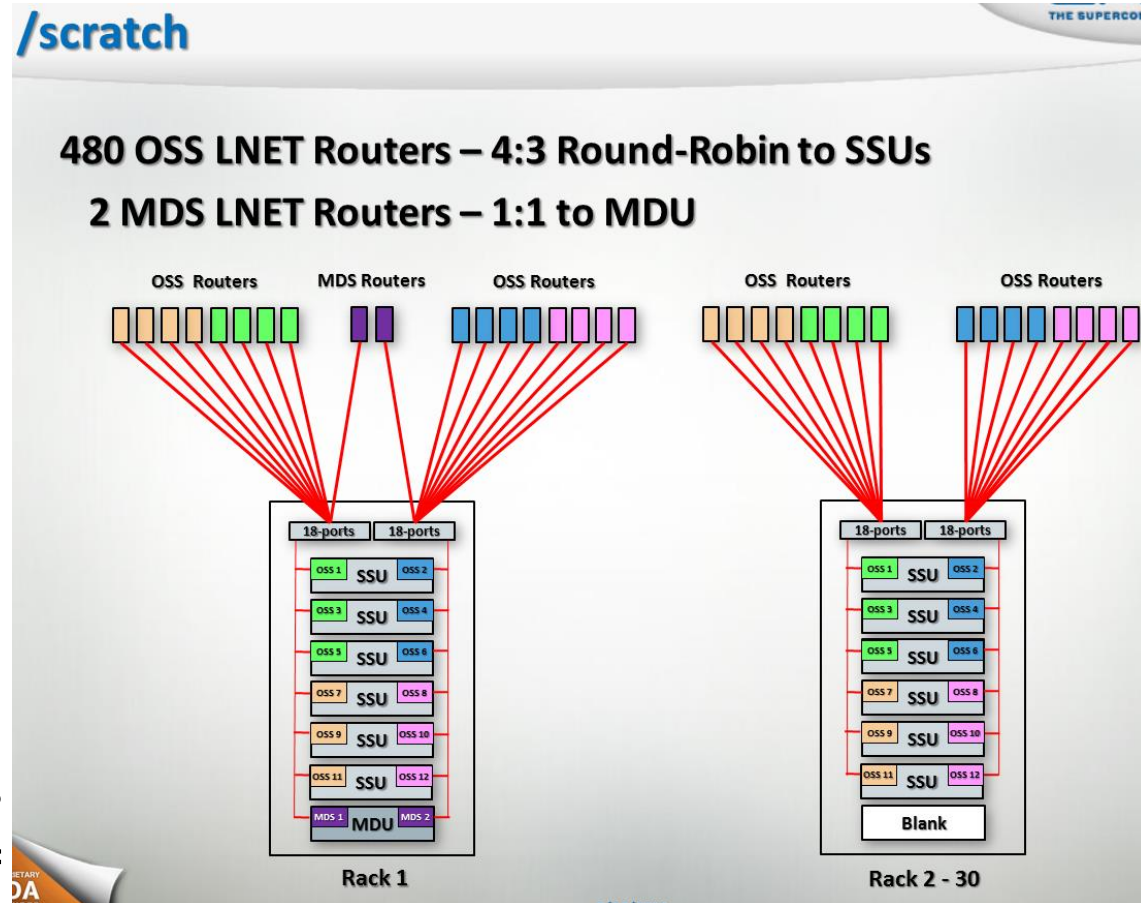 /scratch
THE SUPERCO
480 OSS LNET Routers – 4:3 Round-Robin to SSUs
2 MDS LNET Routers – 1:1 to MDU
OSS Routers
MDS Routers
OSS Routers
OSS Routers
OSS Routers
18-ports
18-ports
OSS 1 SSU OSS 2
OSS 3 SSU OSS 4
OSS 5 SSU OSS 6
OSS 7 SSU OSS 8
OSS 9 SSU OSS 10
OSS 11 SSU OSS 12
MDS 1 MDU MDS 2
Rack 1
18-ports
18-ports
OSS 1 SSU OSS 2
OSS 3 SSU OSS 4
OSS 5 SSU OSS 6
OSS 7 SSU OSS 8
OSS 9 SSU OSS 10
OSS 11 SSU OSS 12
Blank
Rack 2 - 30
ETARY
DA